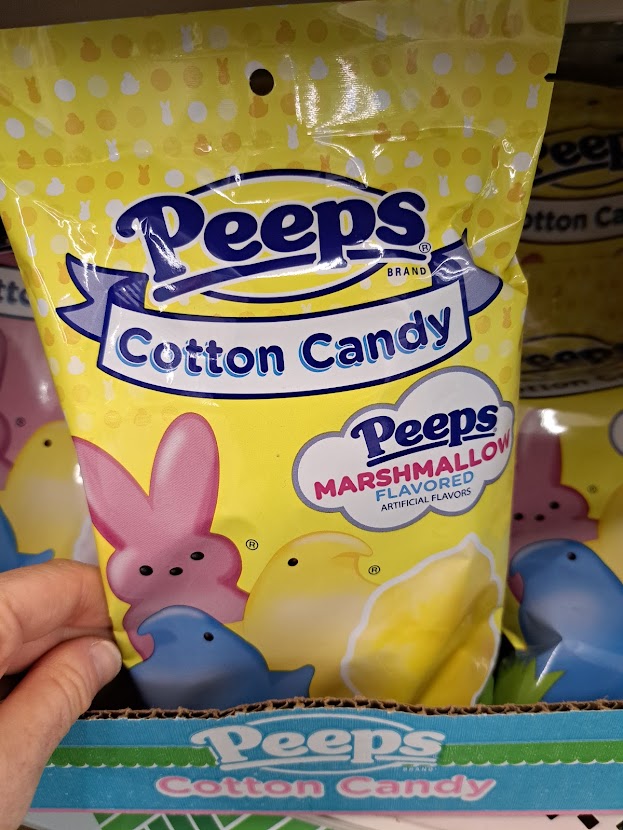 Peeps®
BRAND
Cotton Candy
Peeps®
MARSHMALLOW
FLAVORED
ARTIFICIAL FLAVORS
®
®
Peeps
BRAND
Cotton Candy